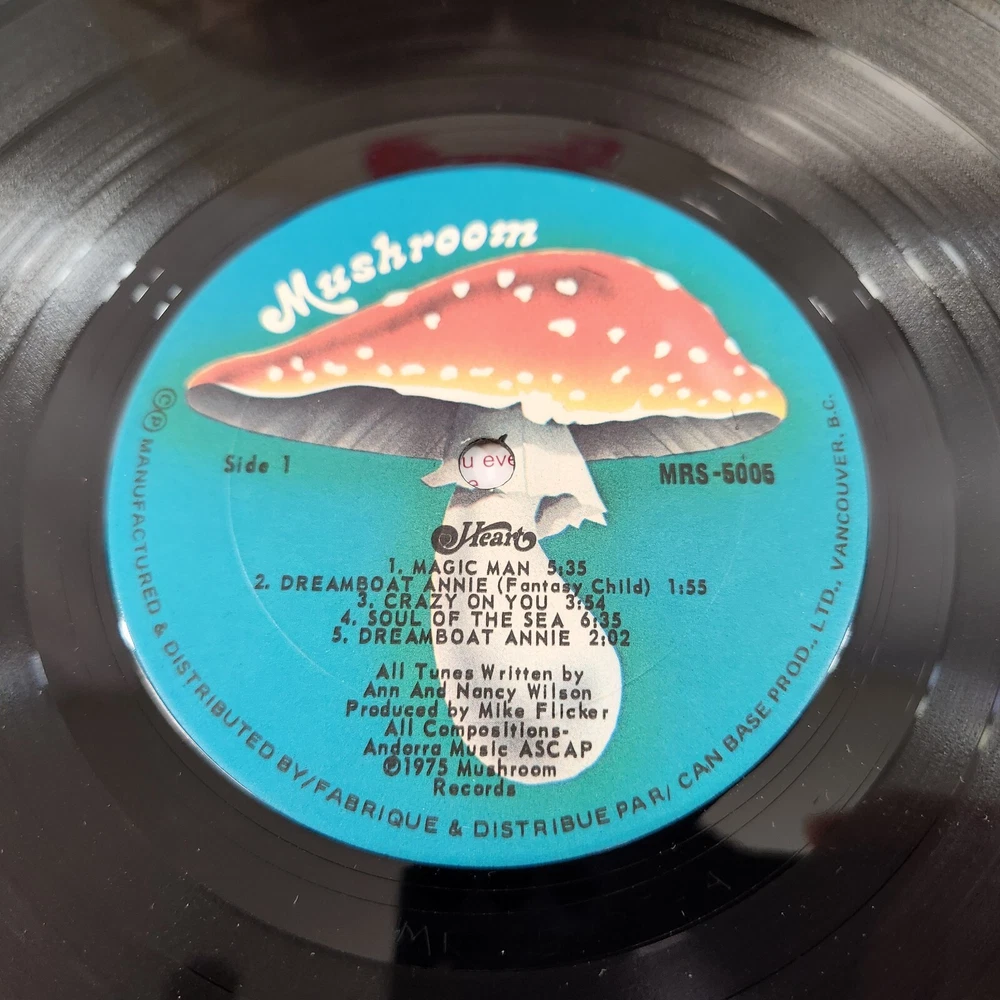 Mushroom
Side 1
MRS-5005
Heart
1. MAGIC MAN 5:35
2. DREAMBOAT ANNIE (Fantasy Child) 1:55
3. CRAZY ON YOU 3:54
4. SOUL OF THE SEA 6:35
5. DREAMBOAT ANNIE 2:02
All Tunes Written by
Ann And Nancy Wilson
Produced by Mike Flicker
All Compositions-
Andorra Music ASCAP
℗1975 Mushroom
Records
©℗ MANUFACTURED & DISTRIBUTED BY/FABRIQUE & DISTRIBUE PAR/ CAN BASE PROD., LTD., VANCOUVER, B.C.
u eve